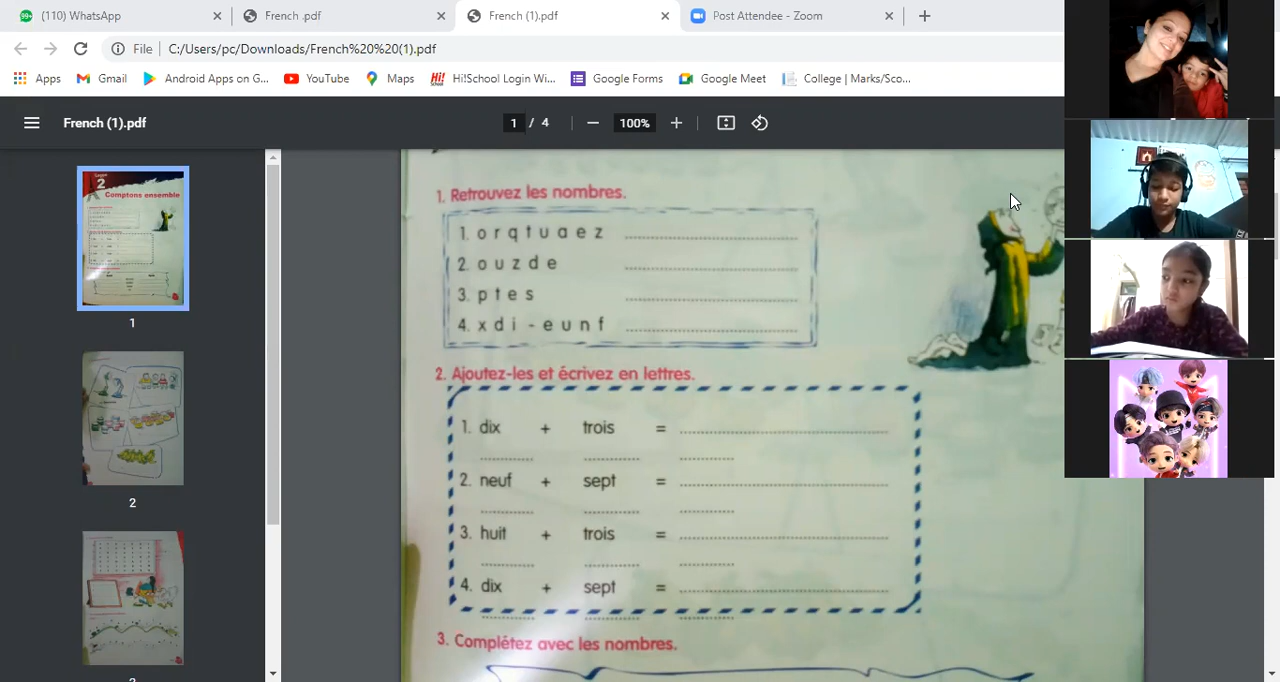 (110) WhatsApp
French .pdf
French (1).pdf
Post Attendee - Zoom
File
C:/Users/pc/Downloads/French%20%20(1).pdf
Apps
Gmail
Android Apps on G...
YouTube
Maps
Hi!School Login Wi...
Google Forms
Google Meet
College | Marks/Sco...
French (1).pdf
1 / 4
100%
1. Retrouvez les nombres.
1. o r q t u a e z
2. o u z d e
3. p t e s
4. x d i - e u n f
2. Ajoutez-les et écrivez en lettres.
1. dix + trois =
2. neuf + sept =
3. huit + trois =
4. dix + sept =
3. Complétez avec les nombres.
2
Comptons ensemble
1
2